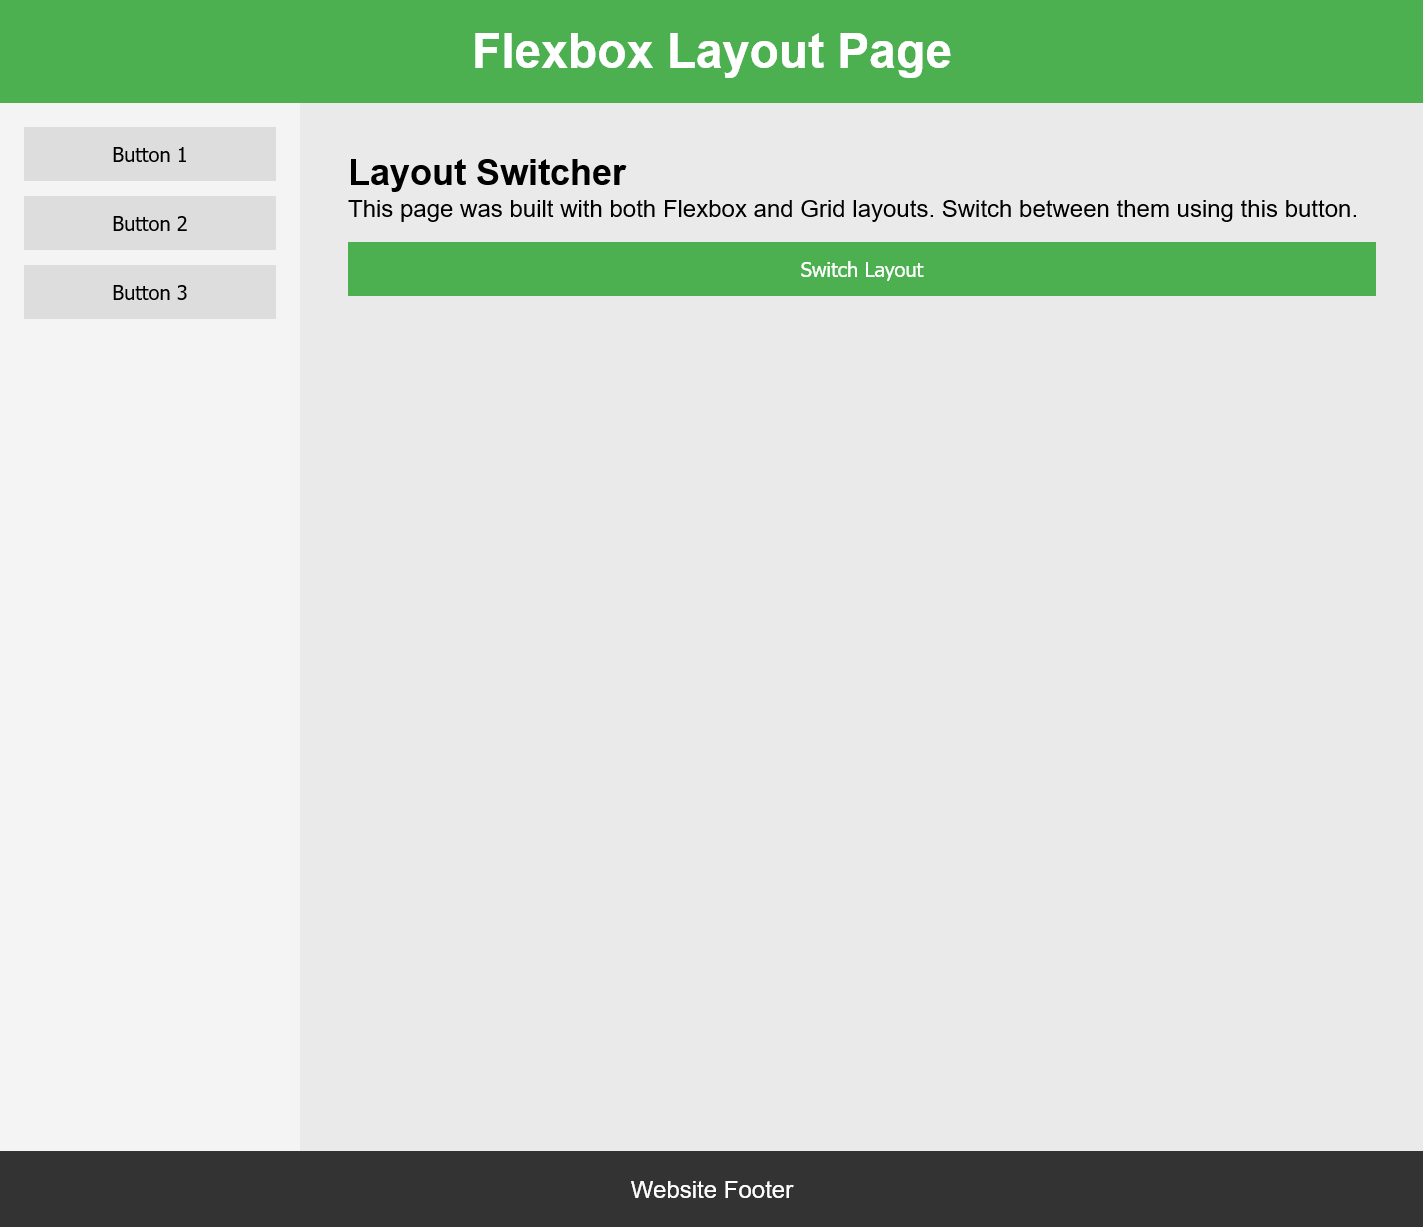 Flexbox Layout Page
Button 1
Button 2
Button 3
Layout Switcher
This page was built with both Flexbox and Grid layouts. Switch between them using this button.
Switch Layout
Website Footer